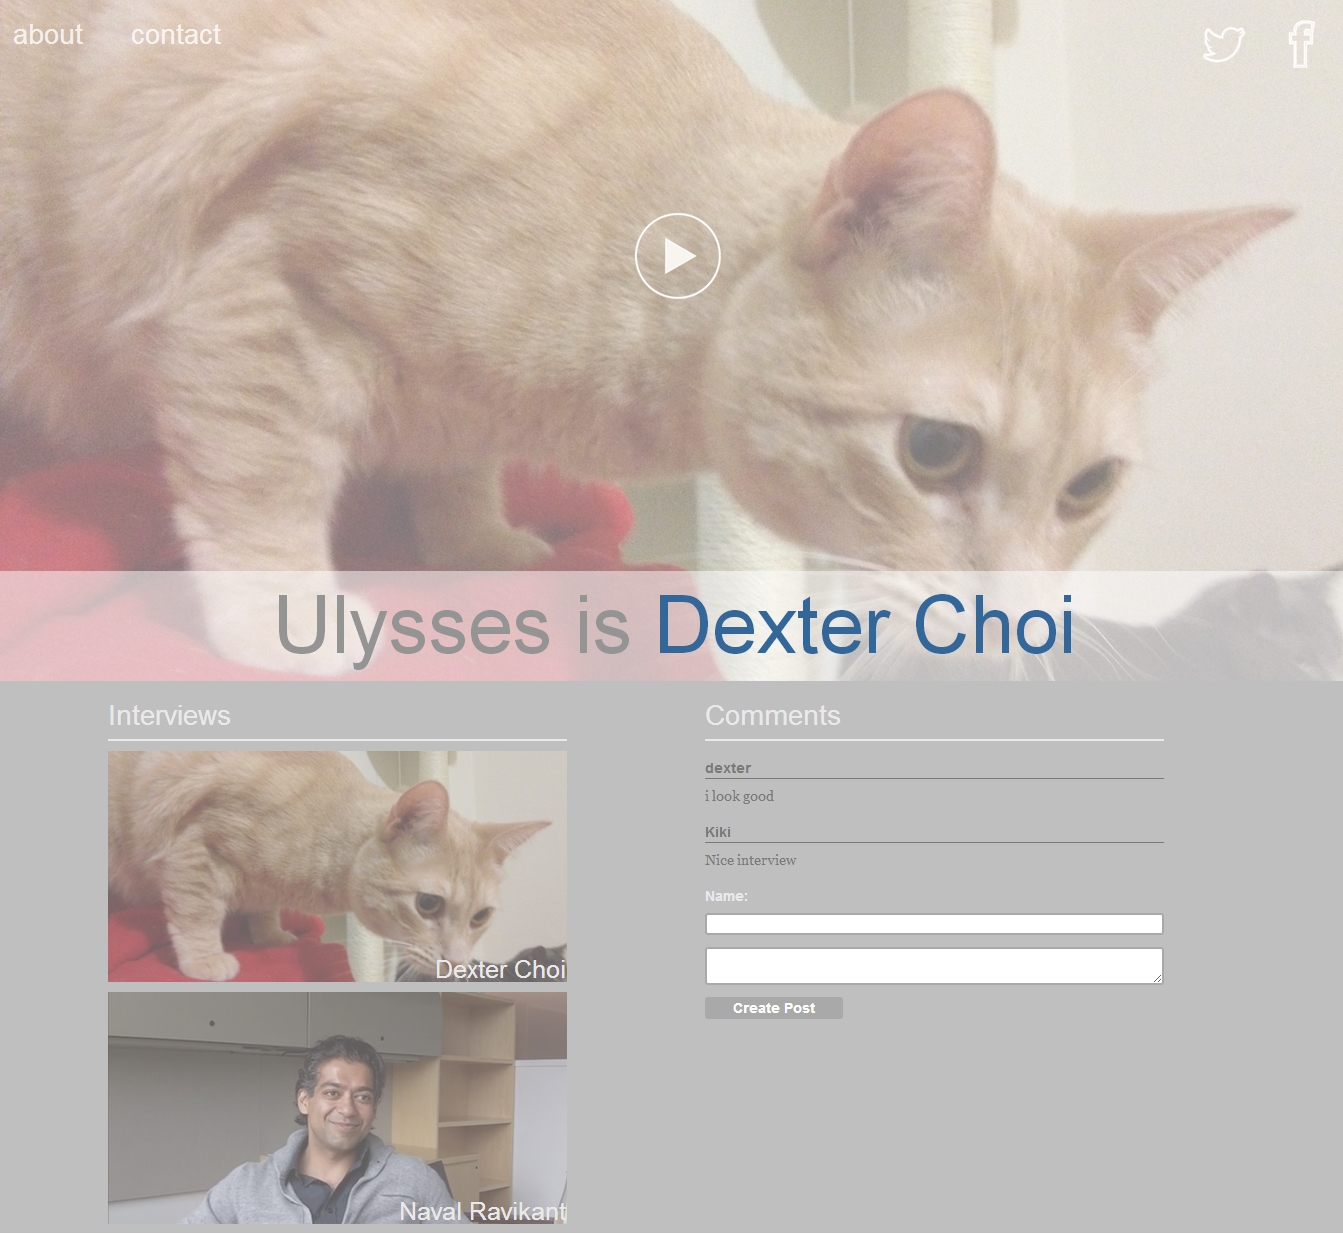 about contact
Ulysses is Dexter Choi
Interviews
Dexter Choi
Naval Ravikant
Comments
dexter
i look good
Kiki
Nice interview
Name:
Create Post